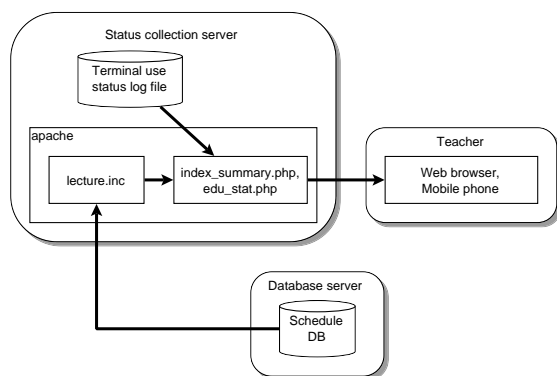 Status collection server
Terminal use
status log file
apache
lecture.inc
index_summary.php,
edu_stat.php
Teacher
Web browser,
Mobile phone
Database server
Schedule
DB